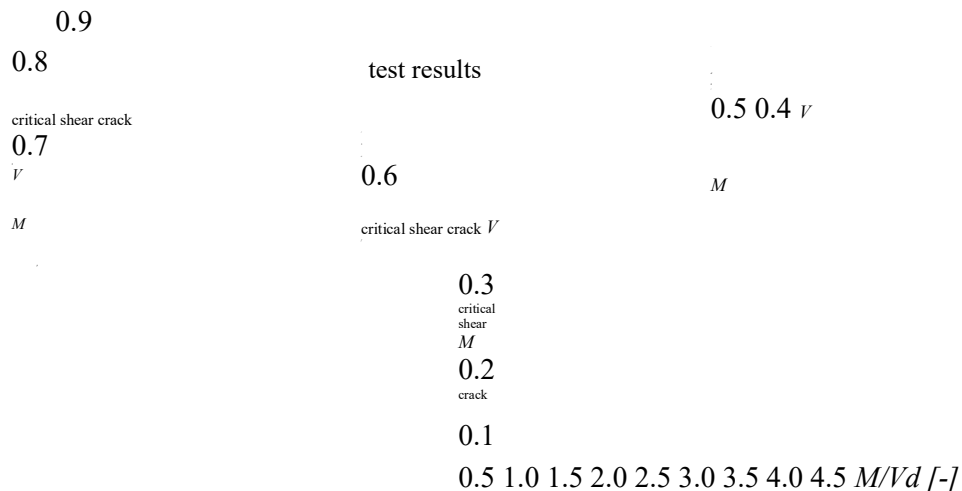 0.9
0.8
critical shear crack
0.7
V
M
test results
0.6
critical shear crack V
0.5 0.4 V
M
0.3
critical
shear
M
0.2
crack
0.1
0.5 1.0 1.5 2.0 2.5 3.0 3.5 4.0 4.5 M/Vd [-]